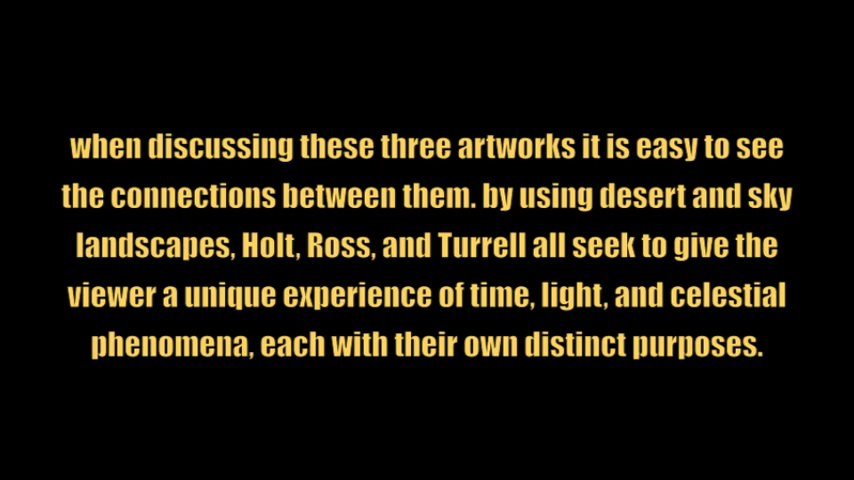 when discussing these three artworks it is easy to see
the connections between them. by using desert and sky
landscapes, Holt, Ross, and Turrell all seek to give the
viewer a unique experience of time, light, and celestial
phenomena, each with their own distinct purposes.